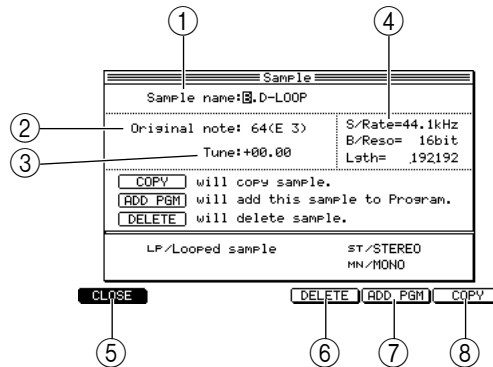 ① ④
Sample
Sample name:B.D-LOOP
② Original note: 64(E 3) S/Rate=44.1kHz
③ Tune:+00.00 B/Reso= 16bit
Lgth= 192192
COPY will copy sample.
ADD PGM will add this sample to Program.
DELETE will delete sample.
LP/Looped sample ST/STEREO
MN/MONO
CLOSE DELETE ADD PGM COPY
⑤ ⑥ ⑦ ⑧